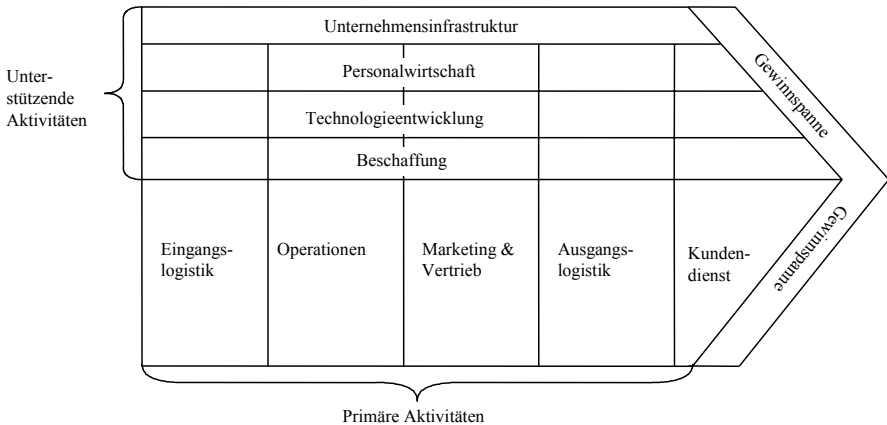 Unternehmensinfrastruktur
Unter-
stützende
Aktivitäten
Personalwirtschaft
Technologieentwicklung
Beschaffung
Gewinnspanne
Eingangs-
logistik
Operationen
Marketing &
Vertrieb
Ausgangs-
logistik
Kunden-
dienst
Gewinnspanne
Primäre Aktivitäten